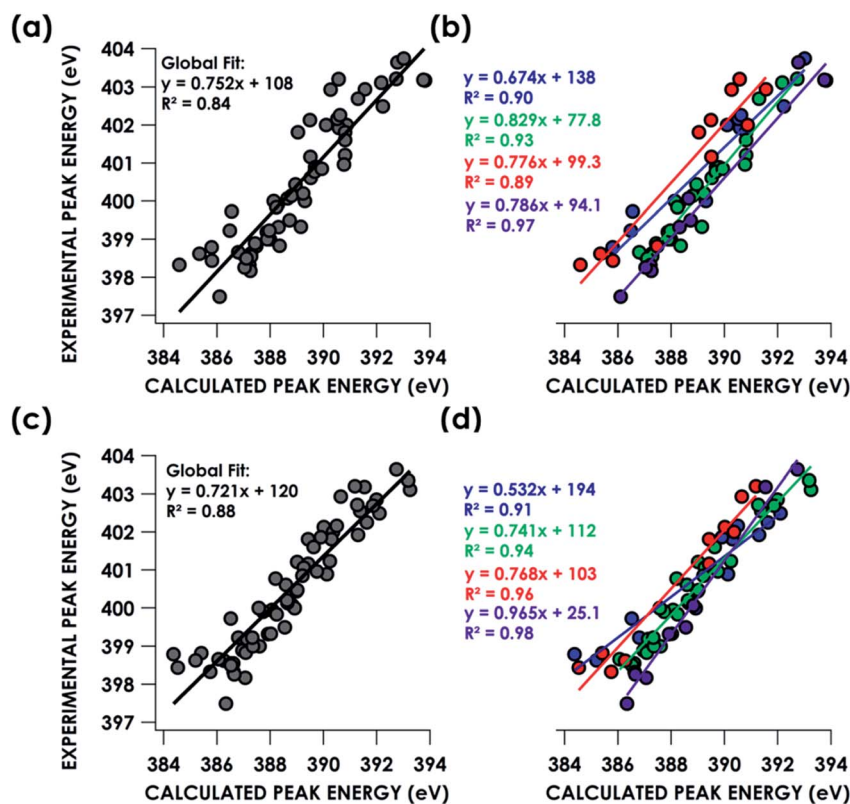 (a)
EXPERIMENTAL PEAK ENERGY (eV)
404
403
402
401
400
399
398
397
Global Fit:
y = 0.752x + 108
R² = 0.84
384 386 388 390 392 394
CALCULATED PEAK ENERGY (eV)
(b)
y = 0.674x + 138
R² = 0.90
y = 0.829x + 77.8
R² = 0.93
y = 0.776x + 99.3
R² = 0.89
y = 0.786x + 94.1
R² = 0.97
384 386 388 390 392 394
CALCULATED PEAK ENERGY (eV)
(c)
EXPERIMENTAL PEAK ENERGY (eV)
404
403
402
401
400
399
398
397
Global Fit:
y = 0.721x + 120
R² = 0.88
384 386 388 390 392 394
CALCULATED PEAK ENERGY (eV)
(d)
y = 0.532x + 194
R² = 0.91
y = 0.741x + 112
R² = 0.94
y = 0.768x + 103
R² = 0.96
y = 0.965x + 25.1
R² = 0.98
384 386 388 390 392 394
CALCULATED PEAK ENERGY (eV)